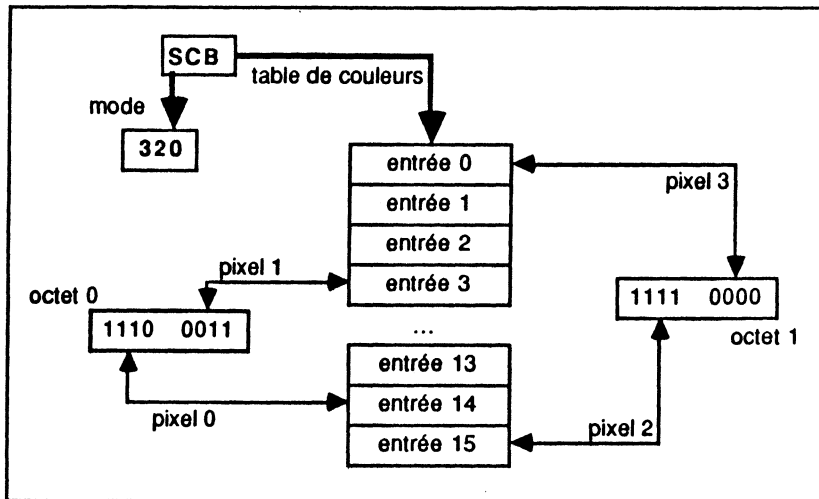 SCB
table de couleurs
mode
320
entrée 0
entrée 1
entrée 2
entrée 3
...
entrée 13
entrée 14
entrée 15
pixel 3
pixel 1
octet 0
1110 0011
pixel 0
1111 0000
octet 1
pixel 2